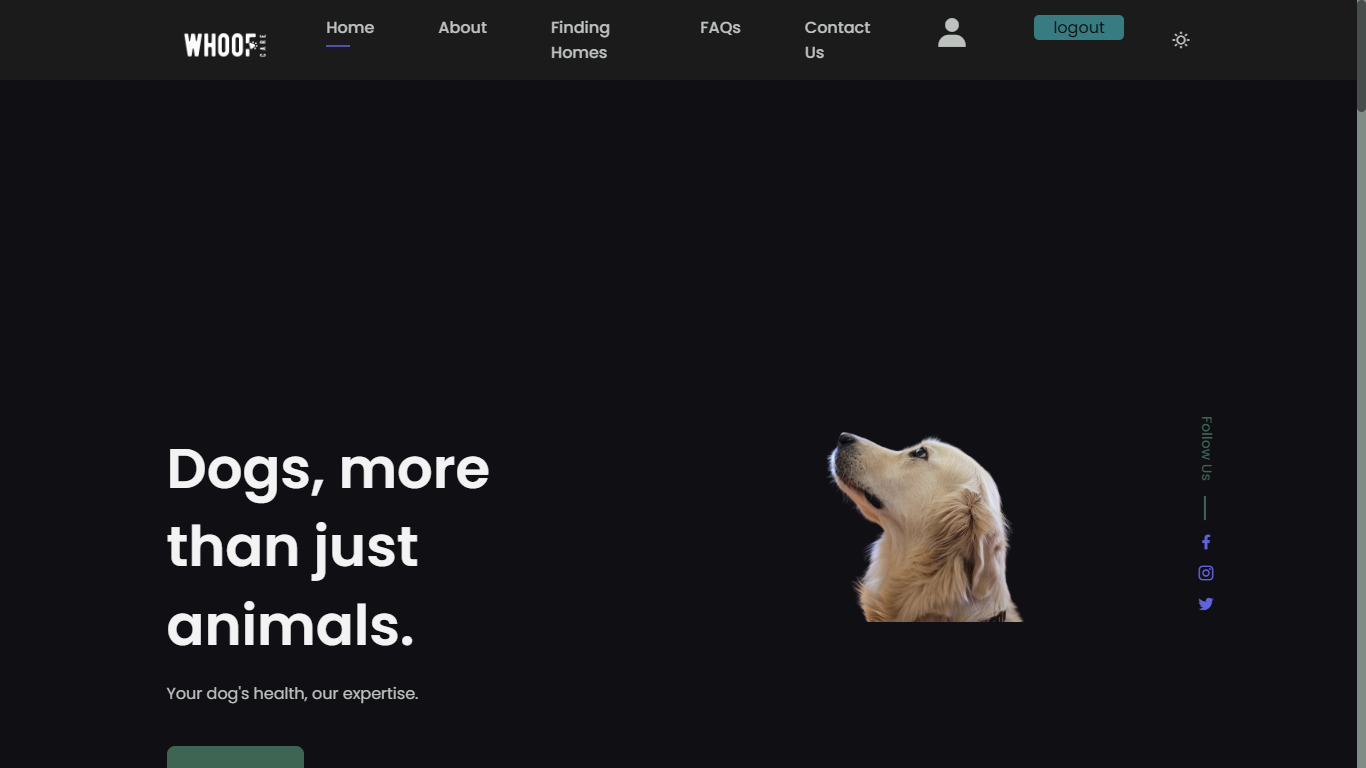 WHOOF
CARE
Home
About
Finding
Homes
FAQs
Contact
Us
logout
Follow Us
Dogs, more
than just
animals.
Your dog's health, our expertise.